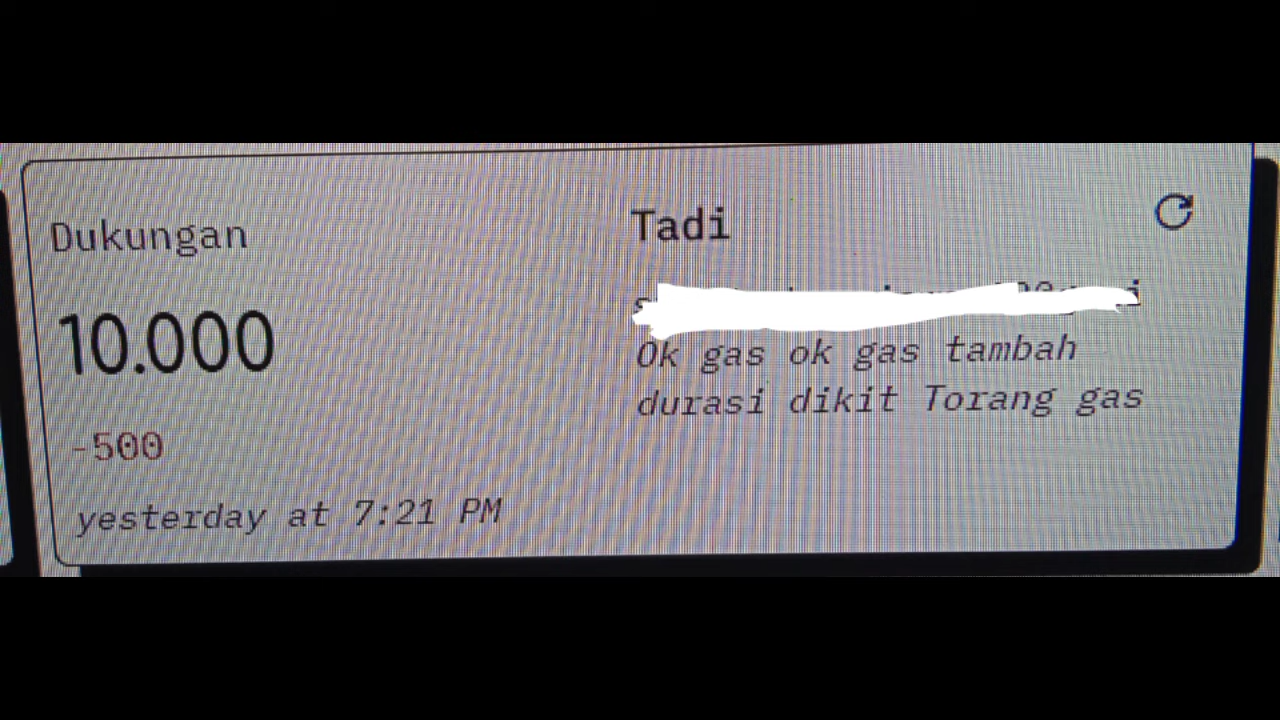 Dukungan
10.000
-500
yesterday at 7:21 PM
Tadi
Ok gas ok gas tambah
durasi dikit Torang gas